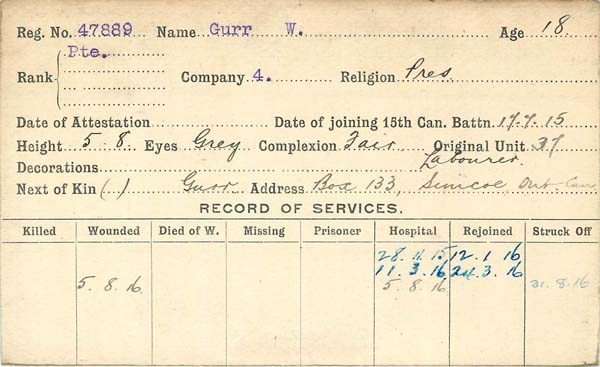 Reg. No. 47889 Name Gurr W. Age 18.
Rank Pte. Company 4. Religion Pres.
Date of Attestation Date of joining 15th Can. Battn. 17.7.15
Height 5 8 Eyes Grey Complexion Fair Original Unit 37
Decorations Labourer.
Next of Kin ( ) Gurr Address Box 133, Simcoe, Ont. Can
RECORD OF SERVICES.
Killed Wounded Died of W. Missing Prisoner Hospital Rejoined Struck Off
28.11.15 12.1.16
11.3.16 24.3.16
5.8.16. 5.8.16 31.8.16